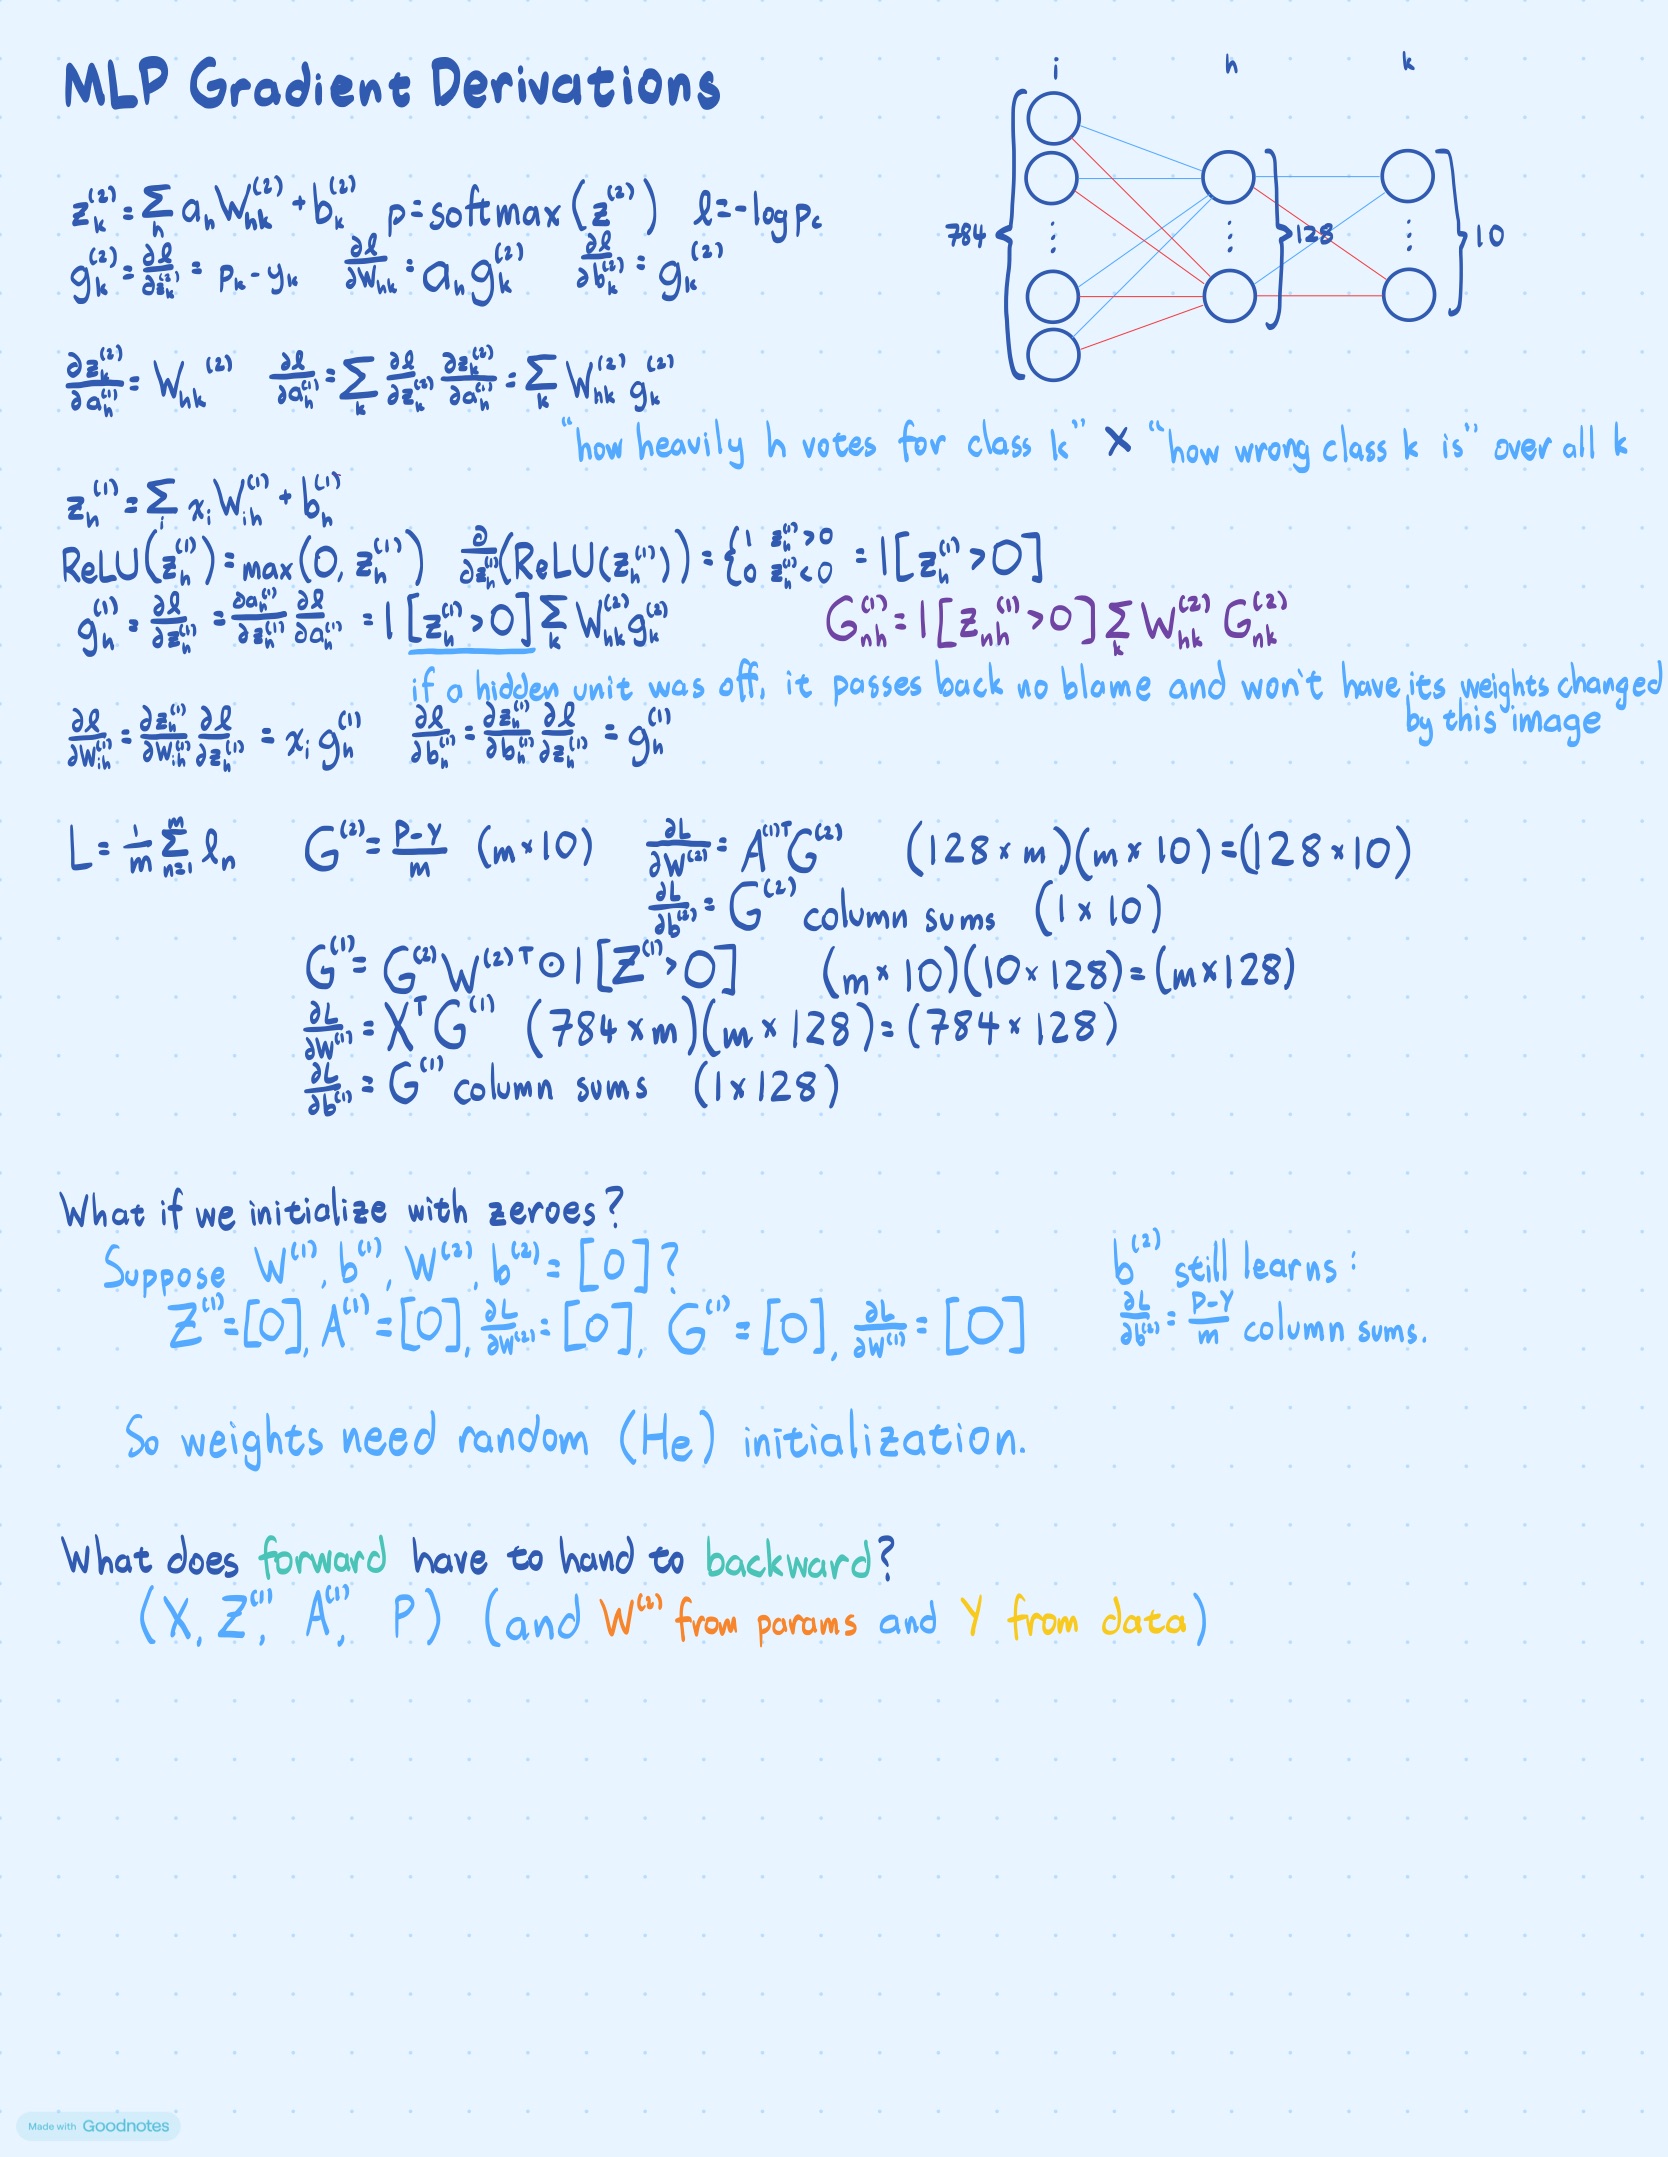 MLP Gradient Derivations
i h k
784 128 10
z_k^(2) = Σ_h a_h W_hk^(2) + b_k^(2) p = softmax(z^(2)) ℓ = -log p_c
g_k^(2) = ∂ℓ/∂z_k^(2) = p_k - y_k ∂ℓ/∂W_hk = a_h g_k^(2) ∂ℓ/∂b_k^(2) = g_k^(2)
∂z_k^(2)/∂a_h^(1) = W_hk^(2) ∂ℓ/∂a_h^(1) = Σ_k ∂ℓ/∂z_k^(2) ∂z_k^(2)/∂a_h^(1) = Σ_k W_hk^(2) g_k^(2)
"how heavily h votes for class k" × "how wrong class k is" over all k
z_h^(1) = Σ_i x_i W_ih^(1) + b_h^(1)
ReLU(z_h^(1)) = max(0, z_h^(1)) ∂/∂z_h^(1) (ReLU(z_h^(1))) = {1 z_h^(1) > 0 0 z_h^(1) < 0 = 1[z_h^(1) > 0]
g_h^(1) = ∂ℓ/∂z_h^(1) = ∂a_h^(1)/∂z_h^(1) ∂ℓ/∂a_h^(1) = 1[z_h^(1) > 0] Σ_k W_hk^(2) g_k^(2) G_nh^(1) = 1[z_nh^(1) > 0] Σ_k W_hk^(2) G_nk^(2)
if a hidden unit was off, it passes back no blame and won't have its weights changed
by this image
∂ℓ/∂W_ih^(1) = ∂z_h^(1)/∂W_ih^(1) ∂ℓ/∂z_h^(1) = x_i g_h^(1) ∂ℓ/∂b_h^(1) = ∂z_h^(1)/∂b_h^(1) ∂ℓ/∂z_h^(1) = g_h^(1)
L = 1/m Σ_{n=1}^m ℓ_n G^(2) = P-Y/m (m×10) ∂L/∂W^(2) = A^(1)T G^(2) (128×m)(m×10) = (128×10)
∂L/∂b^(2) = G^(2) column sums (1×10)
G^(1) = G^(2) W^(2)T ⊙ 1[Z^(1) > 0] (m×10)(10×128) = (m×128)
∂L/∂W^(1) = X^T G^(1) (784×m)(m×128) = (784×128)
∂L/∂b^(1) = G^(1) column sums (1×128)
What if we initialize with zeroes?
Suppose W^(1), b^(1), W^(2), b^(2) = [0]?
Z^(1) = [0], A^(1) = [0], ∂L/∂W^(2) = [0], G^(1) = [0], ∂L/∂W^(1) = [0]
b^(2) still learns:
∂L/∂b^(2) = P-Y/m column sums.
So weights need random (He) initialization.
What does forward have to hand to backward?
(X, Z^(1), A^(1), P) (and W^(2) from params and Y from data)
Made with Goodnotes